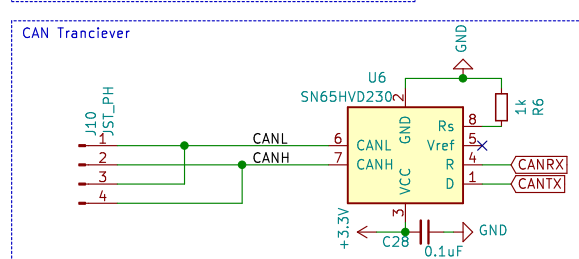 CAN Tranciever
GND
U6
SN65HVD230
J10
JST_PH
1
2
3
4
CANL
CANH
6
7
2
GND
CANL
CANH
VCC
3
Rs
Vref
R
D
8
5
4
1
1k
R6
CANRX
CANTX
+3.3V
C28
0.1uF
GND